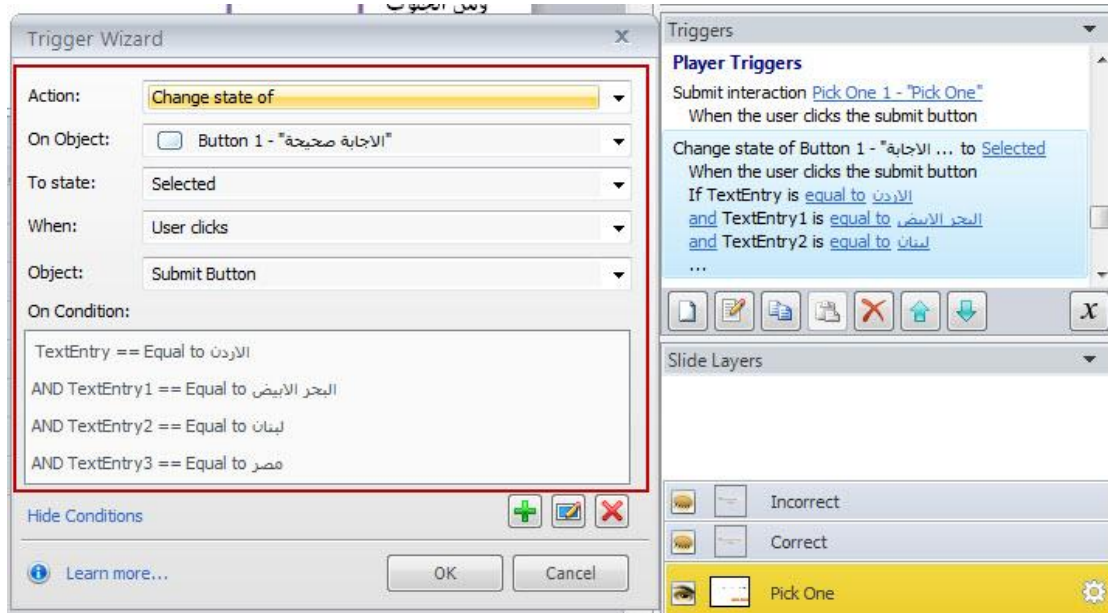 ومن الجنوب
Trigger Wizard
x
Action:
Change state of
On Object:
Button 1 - "الاجابة صحيحة"
To state:
Selected
When:
User clicks
Object:
Submit Button
On Condition:
TextEntry == Equal to الاردن
AND TextEntry1 == Equal to البحر الابيض
AND TextEntry2 == Equal to لبنان
AND TextEntry3 == Equal to مصر
Hide Conditions
Learn more...
OK
Cancel
Triggers
Player Triggers
Submit interaction Pick One 1 - "Pick One"
When the user clicks the submit button
Change state of Button 1 - "الاجابة ... to Selected
When the user clicks the submit button
If TextEntry is equal to الاردن
and TextEntry1 is equal to البحر الابيض
and TextEntry2 is equal to لبنان
...
x
Slide Layers
Incorrect
Correct
Pick One